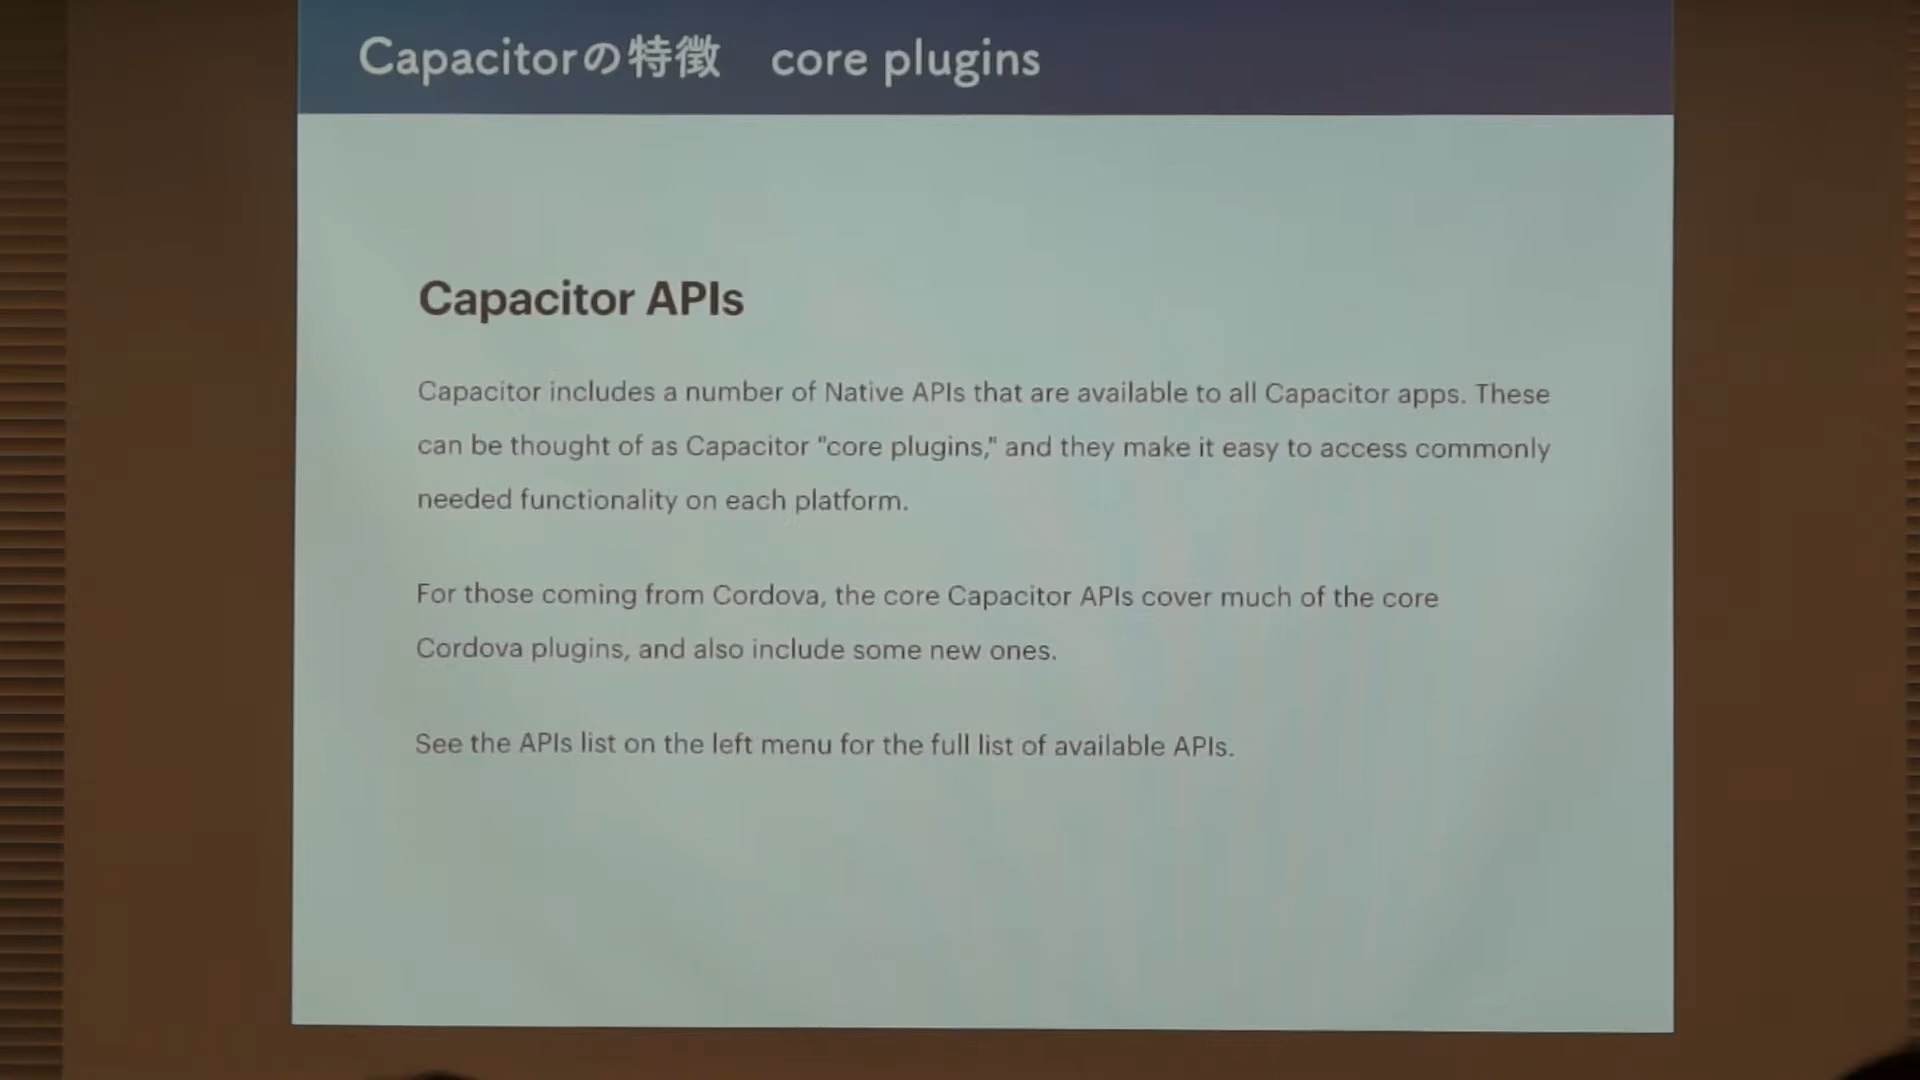 Capacitorの特徴　core plugins
Capacitor APIs
Capacitor includes a number of Native APIs that are available to all Capacitor apps. These
can be thought of as Capacitor "core plugins," and they make it easy to access commonly
needed functionality on each platform.
For those coming from Cordova, the core Capacitor APIs cover much of the core
Cordova plugins, and also include some new ones.
See the APIs list on the left menu for the full list of available APIs.